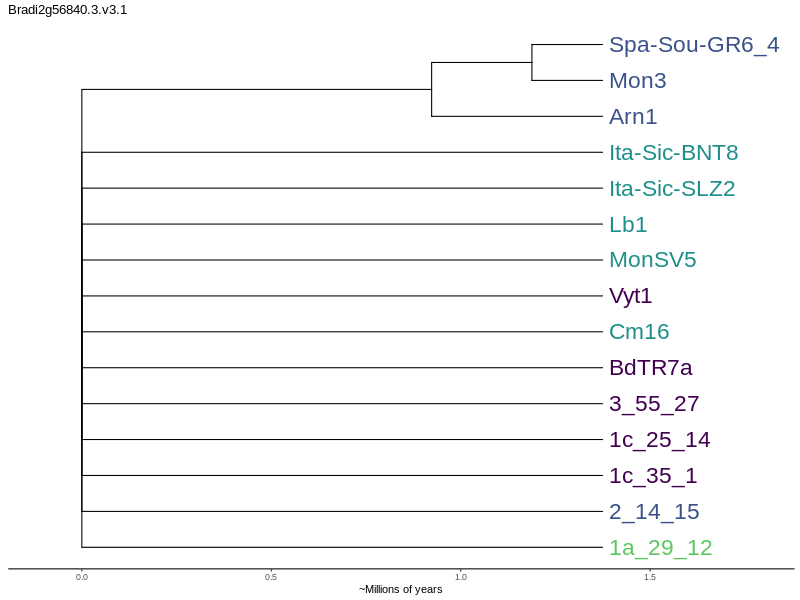 Bradi2g56840.3.v3.1
Spa-Sou-GR6_4
Mon3
Arn1
Ita-Sic-BNT8
Ita-Sic-SLZ2
Lb1
MonSV5
Vyt1
Cm16
BdTR7a
3_55_27
1c_25_14
1c_35_1
2_14_15
1a_29_12
0.0 0.5 1.0 1.5
~Millions of years